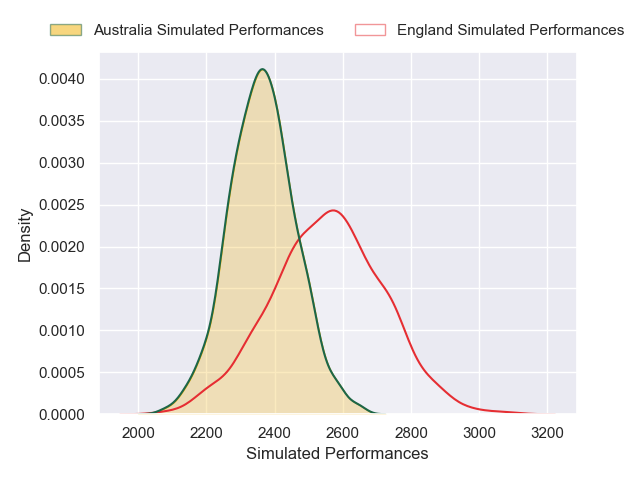 Australia Simulated Performances England Simulated Performances
0.0040
0.0035
0.0030
0.0025
0.0020
0.0015
0.0010
0.0005
0.0000
Density
2000 2200 2400 2600 2800 3000 3200
Simulated Performances